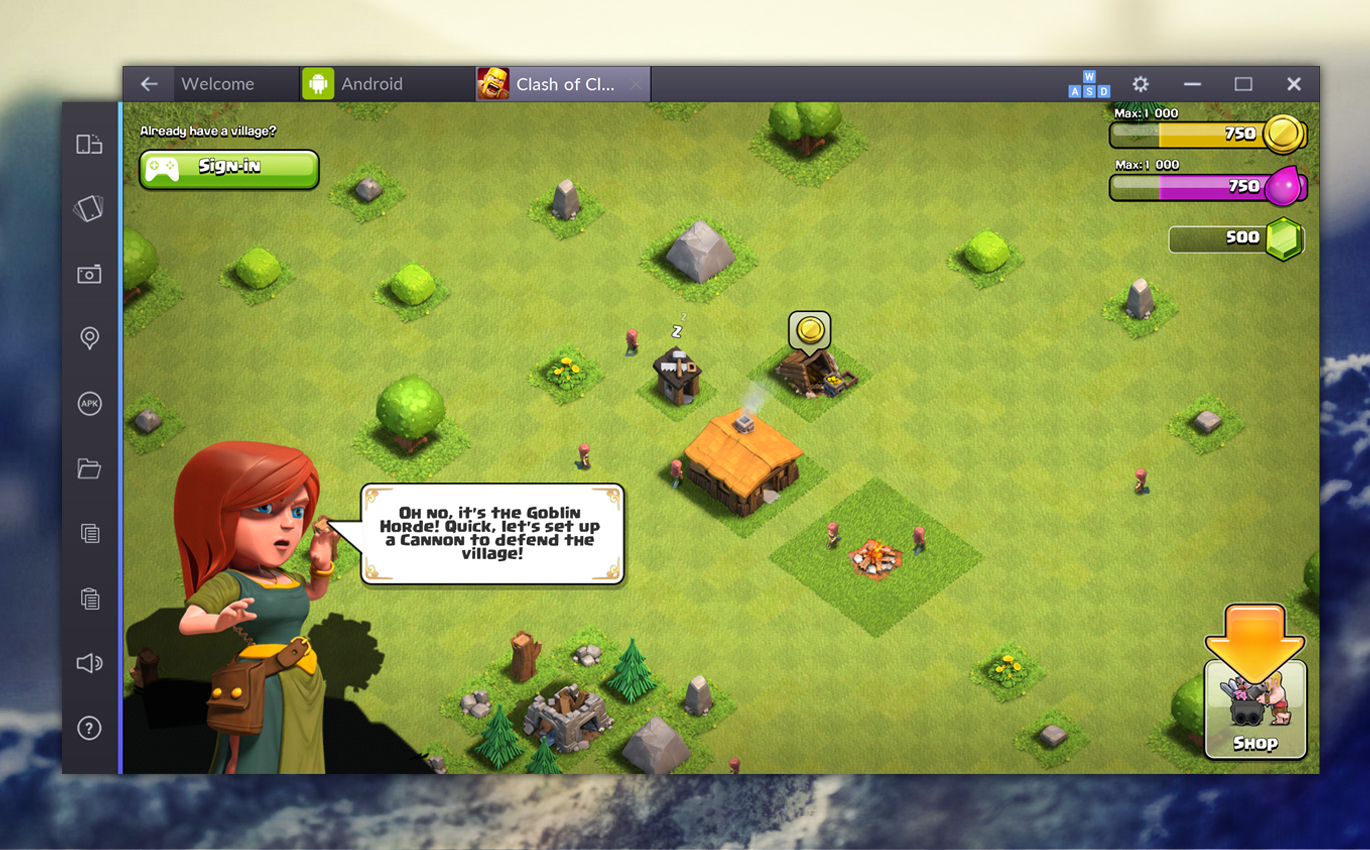 Welcome
Android
Clash of Cl...
W
A S D
Already have a village?
Sign-in
Max: 1 000
750
Max: 1 000
750
500
z
z
APK
Oh no, it's the Goblin
Horde! Quick, let's set up
a Cannon to defend the
village!
?
Shop